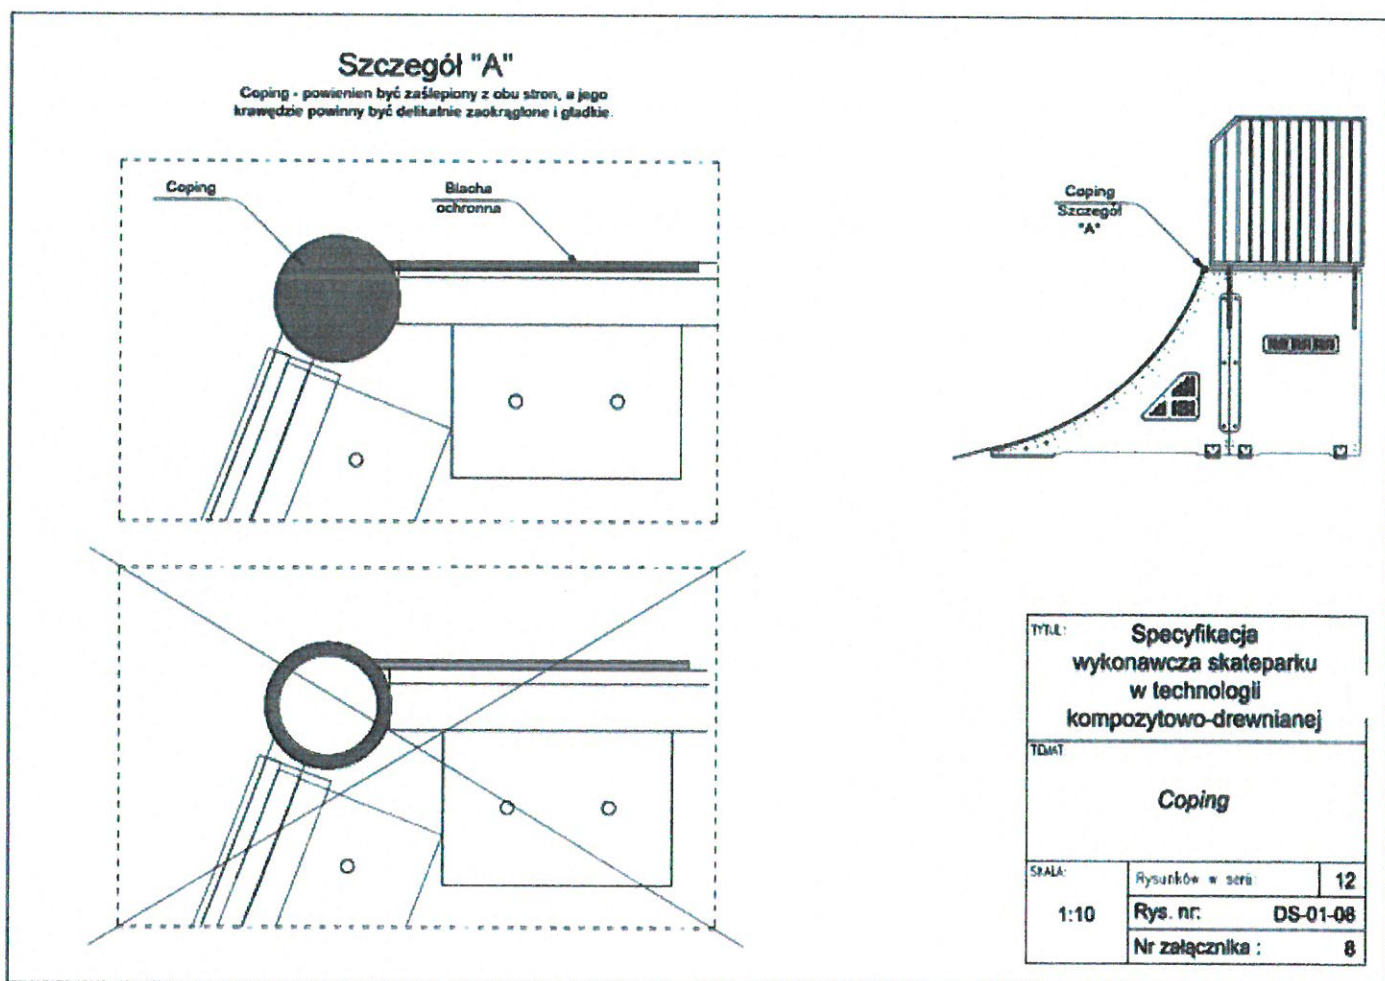 Szczegół "A"
Coping - powienien być zaślepiony z obu stron, a jego
krawędzie powinny być delikatnie zaokrąglone i gładkie.
Coping
Blacha
ochronna
Coping
Szczegół
"A"
TYTUŁ:
Specyfikacja
wykonawcza skateparku
w technologii
kompozytowo-drewnianej
TEMAT
Coping
SKALA:
1:10
Rysunków w serii 12
Rys. nr: DS-01-08
Nr załącznika : 8